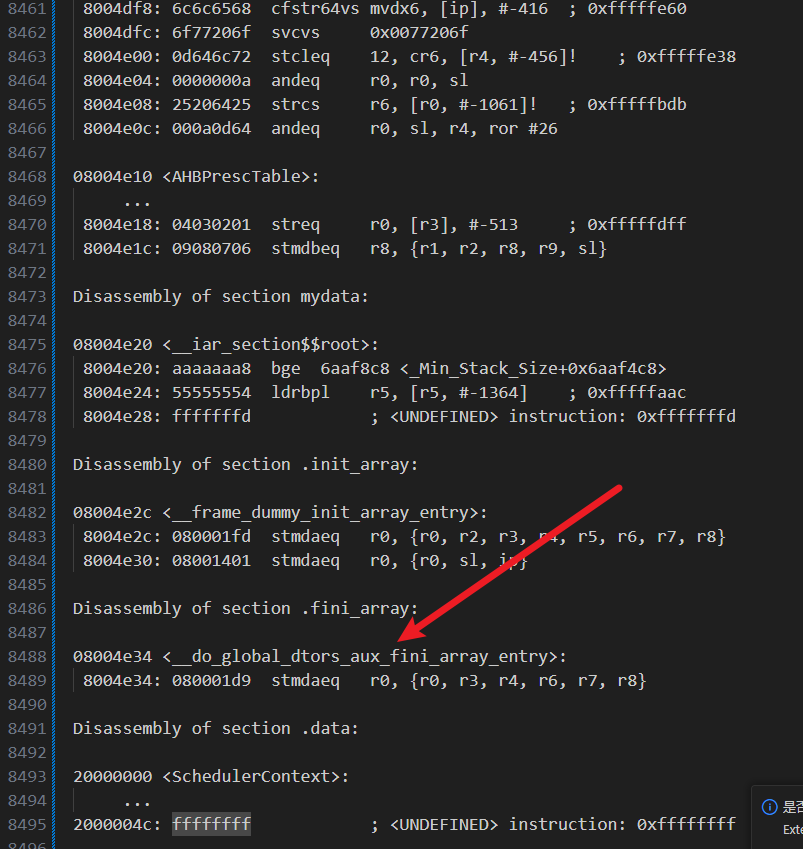 8461 8004df8: 6c6c6568 cfstr64vs mvdx6, [ip], #-416 ; 0xfffffe60
8462 8004dfc: 6f77206f svcvs 0x0077206f
8463 8004e00: 0d646c72 stcleq 12, cr6, [r4, #-456]! ; 0xfffffe38
8464 8004e04: 0000000a andeq r0, r0, sl
8465 8004e08: 25206425 strcs r6, [r0, #-1061]! ; 0xfffffbdb
8466 8004e0c: 000a0d64 andeq r0, sl, r4, ror #26
8467
8468 08004e10 <AHBPrescTable>:
8469 ...
8470 8004e18: 04030201 streq r0, [r3], #-513 ; 0xfffffdff
8471 8004e1c: 09080706 stmdbeq r8, {r1, r2, r8, r9, sl}
8472
8473 Disassembly of section mydata:
8474
8475 08004e20 <__iar_section$$root>:
8476 8004e20: aaaaaaa8 bge 6aaf8c8 <_Min_Stack_Size+0x6aaf4c8>
8477 8004e24: 55555554 ldrbpl r5, [r5, #-1364] ; 0xfffffaac
8478 8004e28: fffffffd ; <UNDEFINED> instruction: 0xfffffffd
8479
8480 Disassembly of section .init_array:
8481
8482 08004e2c <__frame_dummy_init_array_entry>:
8483 8004e2c: 080001fd stmdaeq r0, {r0, r2, r3, r4, r5, r6, r7, r8}
8484 8004e30: 08001401 stmdaeq r0, {r0, sl, ip}
8485
8486 Disassembly of section .fini_array:
8487
8488 08004e34 <__do_global_dtors_aux_fini_array_entry>:
8489 8004e34: 080001d9 stmdaeq r0, {r0, r3, r4, r6, r7, r8}
8490
8491 Disassembly of section .data:
8492
8493 20000000 <SchedulerContext>:
8494 ...
8495 2000004c: ffffffff ; <UNDEFINED> instruction: 0xffffffff
是否
Exte